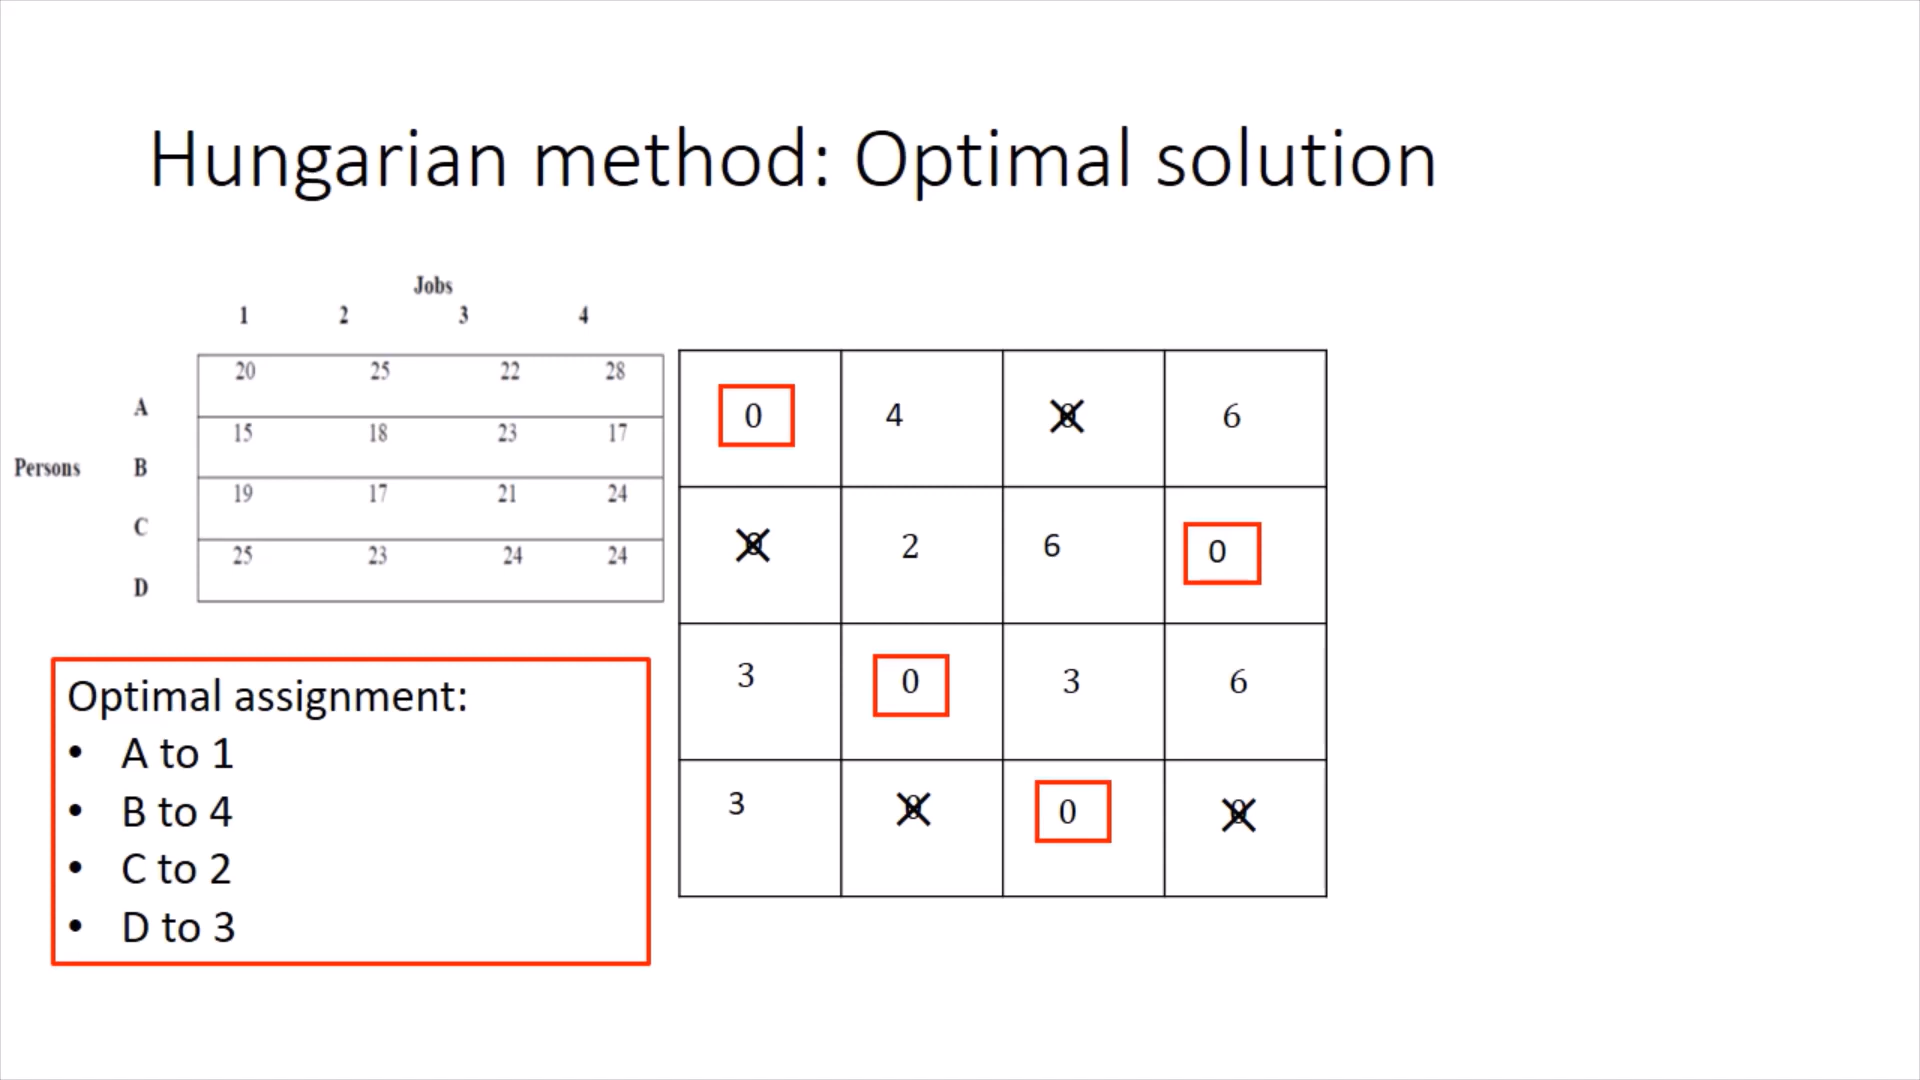 Hungarian method: Optimal solution
Jobs
1 2 3 4
20 25 22 28
A
15 18 23 17
Persons B
19 17 21 24
C
25 23 24 24
D
0 4 0 6
0 2 6 0
3 0 3 6
3 0 0 0
Optimal assignment:
• A to 1
• B to 4
• C to 2
• D to 3